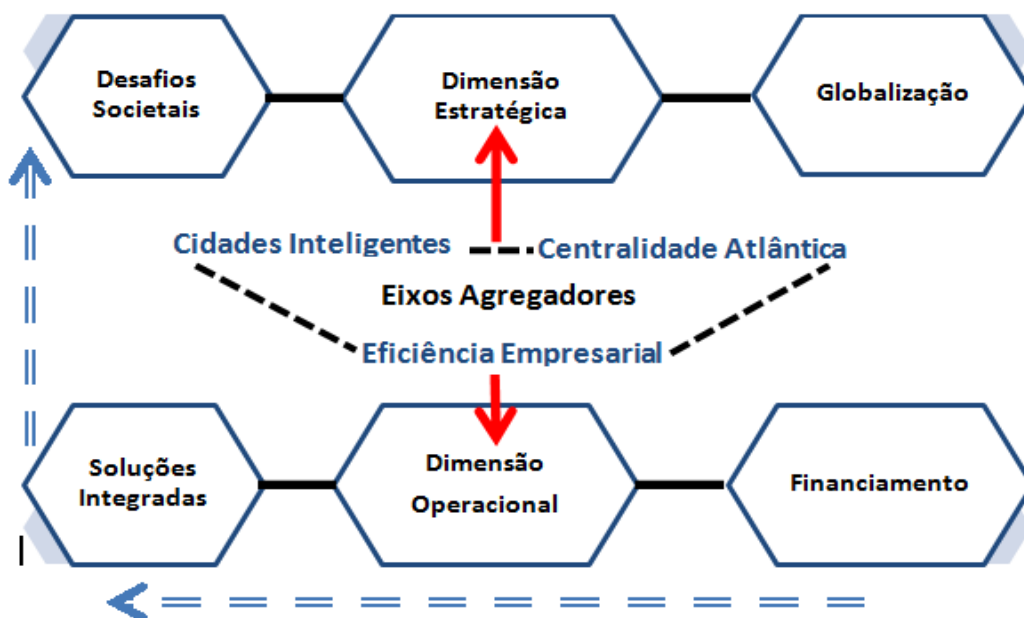 Desafios
Societais
Dimensão
Estratégica
Globalização
Cidades Inteligentes
Centralidade Atlântica
Eixos Agregadores
Eficiência Empresarial
Soluções
Integradas
Dimensão
Operacional
Financiamento